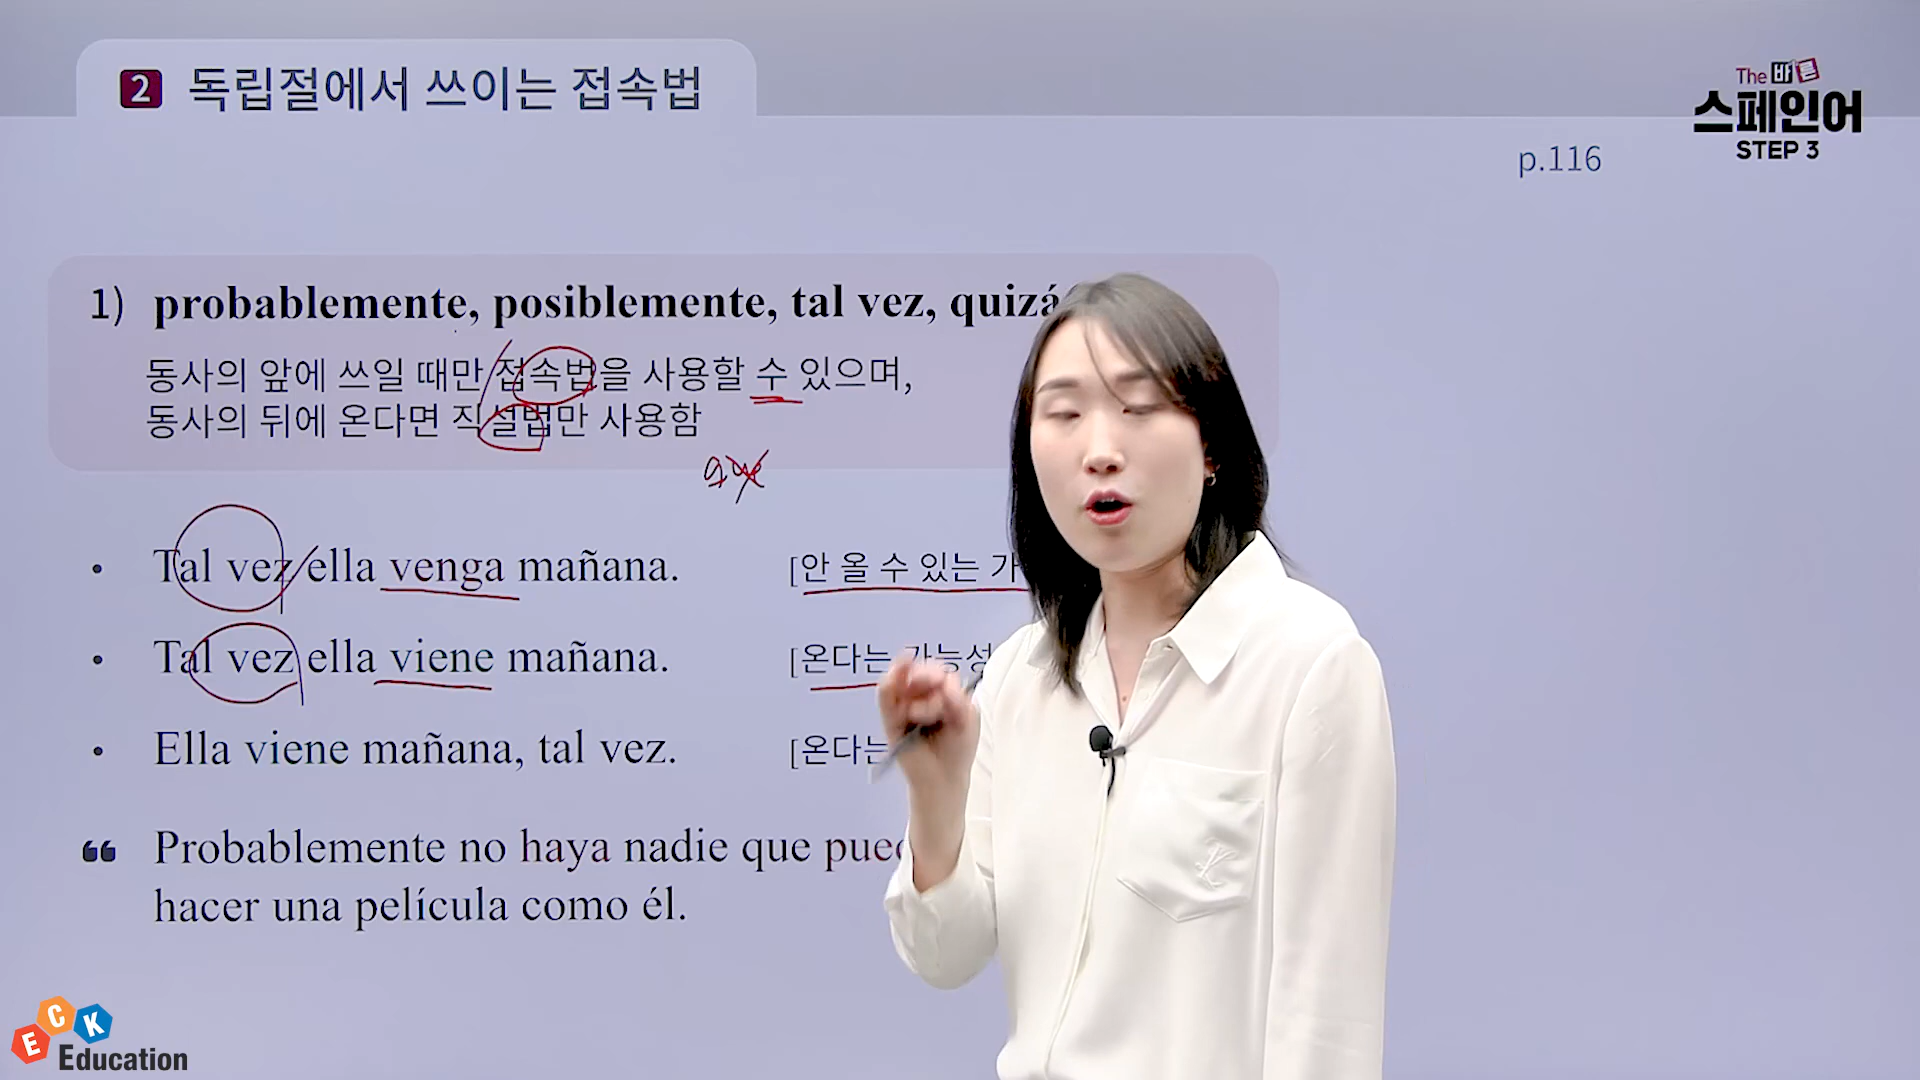 2 독립절에서 쓰이는 접속법
The 바른
스페인어
STEP 3
p.116
1) probablemente, posiblemente, tal vez, quizá
동사의 앞에 쓰일 때만 접속법을 사용할 수 있으며,
동사의 뒤에 온다면 직설법만 사용함
que
• Tal vez ella venga mañana. [안 올 수 있는 가
• Tal vez ella viene mañana. [온다는 가능성
• Ella viene mañana, tal vez. [온다는
“ Probablemente no haya nadie que pued
hacer una película como él.
ECK
Education